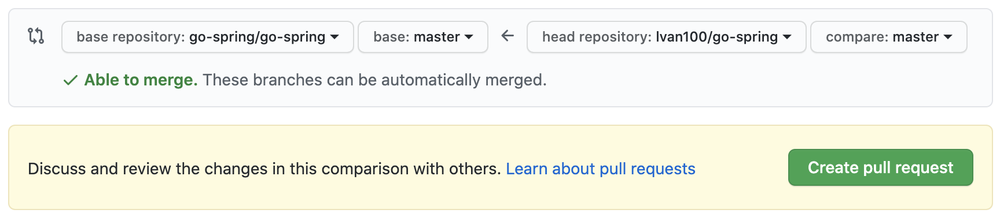 base repository: go-spring/go-spring base: master ← head repository: lvan100/go-spring compare: master
✓ Able to merge. These branches can be automatically merged.
Discuss and review the changes in this comparison with others. Learn about pull requests
Create pull request